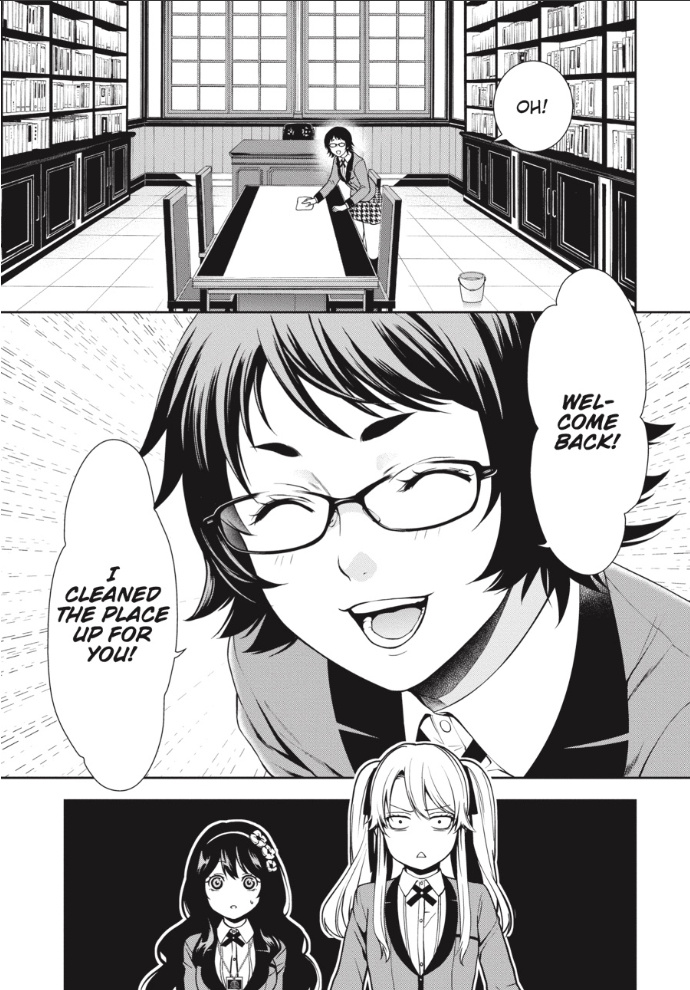 OH!
WEL-
COME
BACK!
I
CLEANED
THE PLACE
UP FOR
YOU!